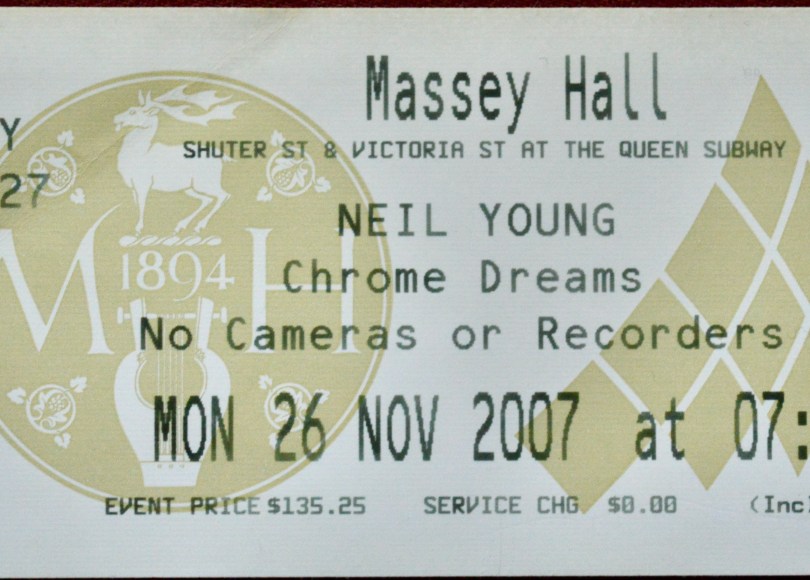 Massey Hall
SHUTER ST & VICTORIA ST AT THE QUEEN SUBWAY
Y
27
NEIL YOUNG
Chrome Dreams
No Cameras or Recorders
MON 26 NOV 2007 at 07:
EVENT PRICE $135.25 SERVICE CHG $0.00 (Incl
M H
1894